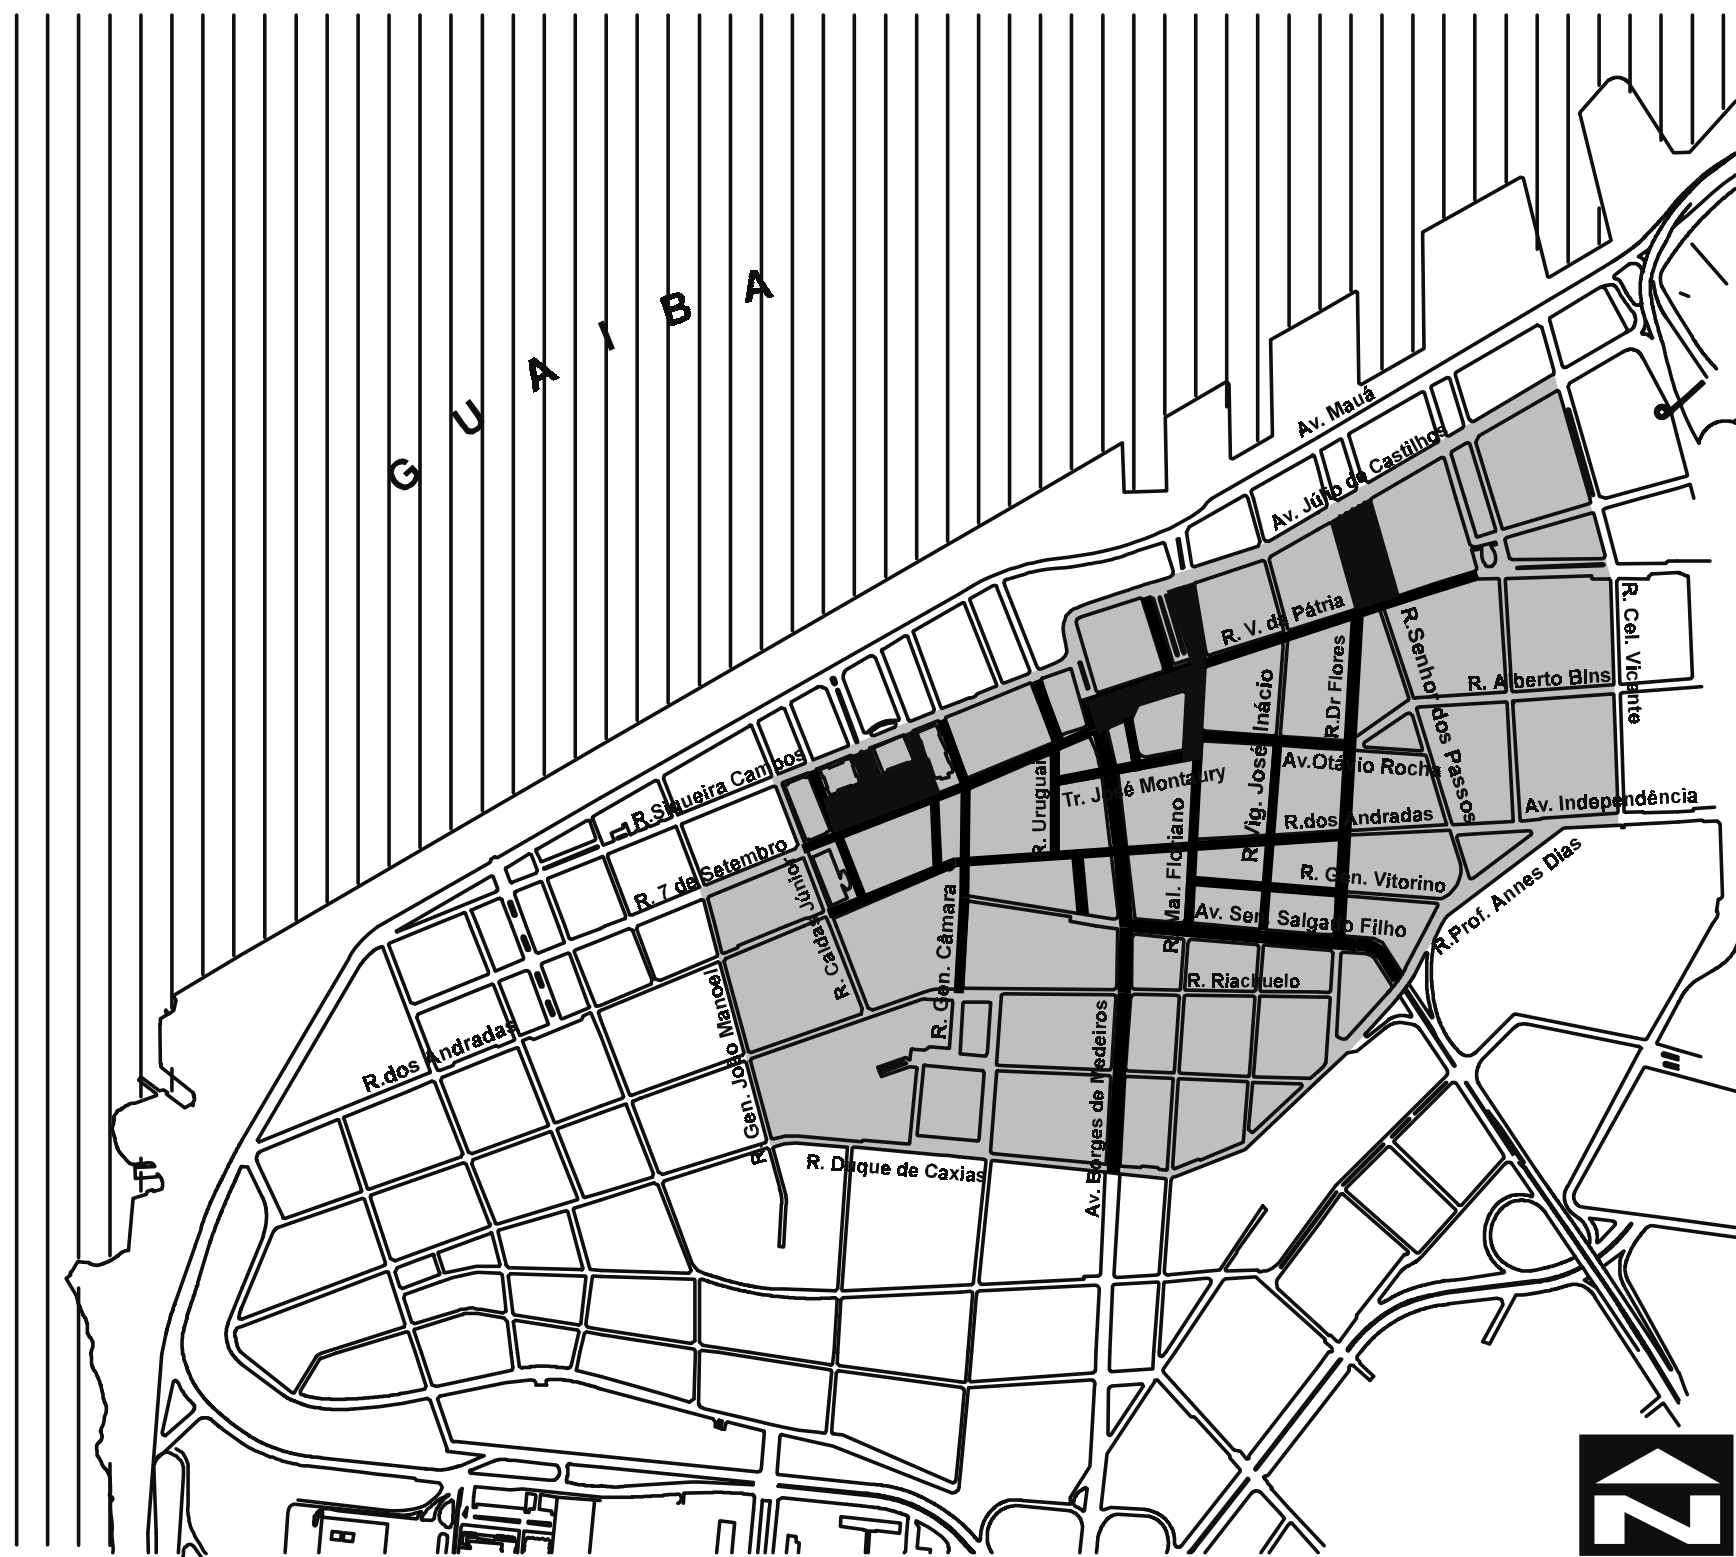 GUAIBA
Av. Mauá
Av. Júlio de Castilhos
R. V. da Pátria
R. Cel. Vicente
R.Senhor dos Passos
R.Dr Flores
R. Alberto Bins
R.Vig. José Inácio
R.Siqueira Campos
Av.Otávio Rocha
Tr. José Montaury
R. Uruguai
Av. Independência
R.dos Andradas
R. 7 de Setembro
R. Mal. Floriano
R. Caldas Júnior
R. Gen. Vitorino
R.Prof. Annes Dias
Av. Sen. Salgado Filho
R. Gen. Câmara
R. Riachuelo
R. Gen. João Manoel
R.dos Andradas
Av. Borges de Medeiros
R. Duque de Caxias
N